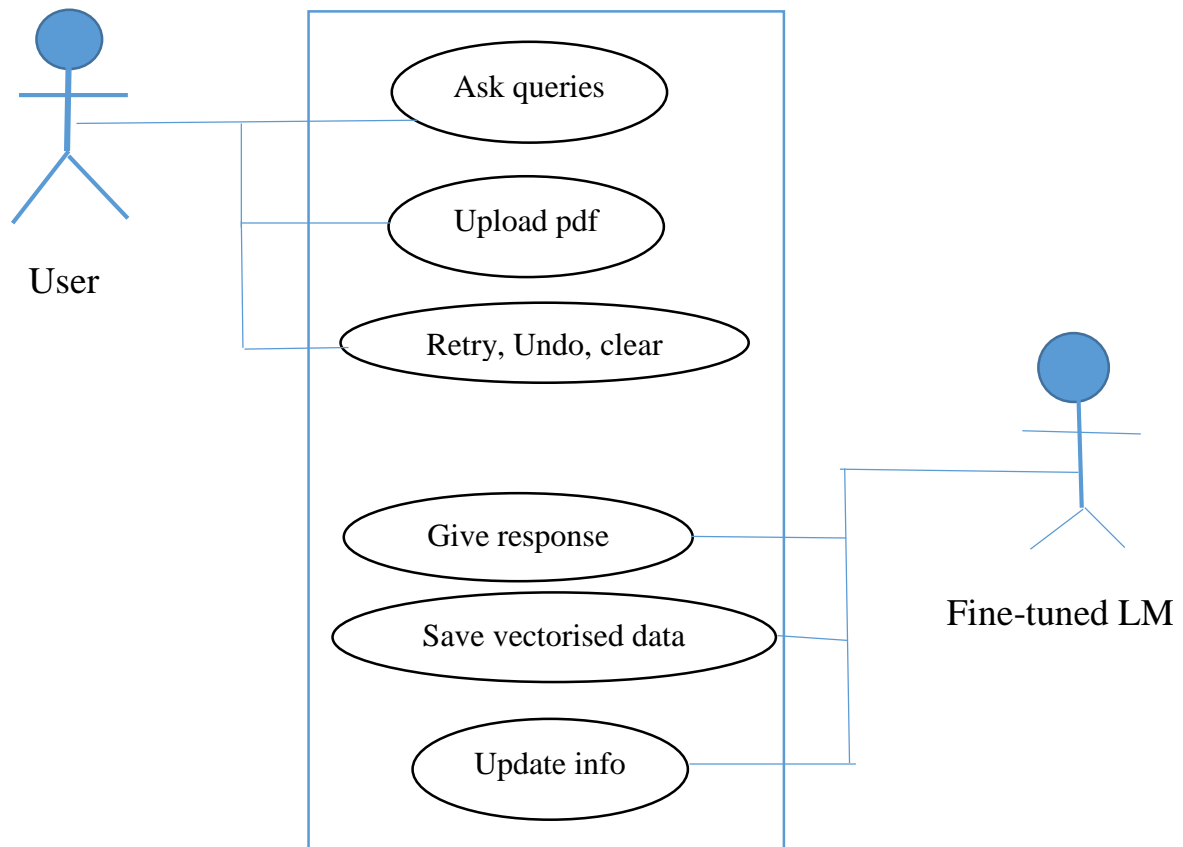 Ask queries
Upload pdf
User
Retry, Undo, clear
Give response
Fine-tuned LM
Save vectorised data
Update info